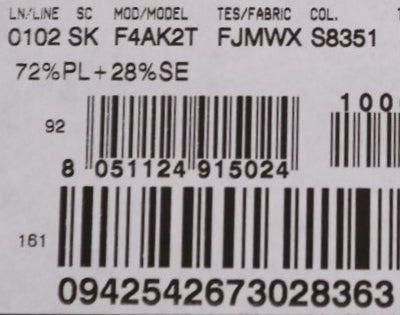 LN/LINE SC MOD/MODEL TES/FABRIC COL.
0102 SK F4AK2T FJMWX S8351
72%PL+28%SE
100
92
8 051124 915024
161
0942542673028363